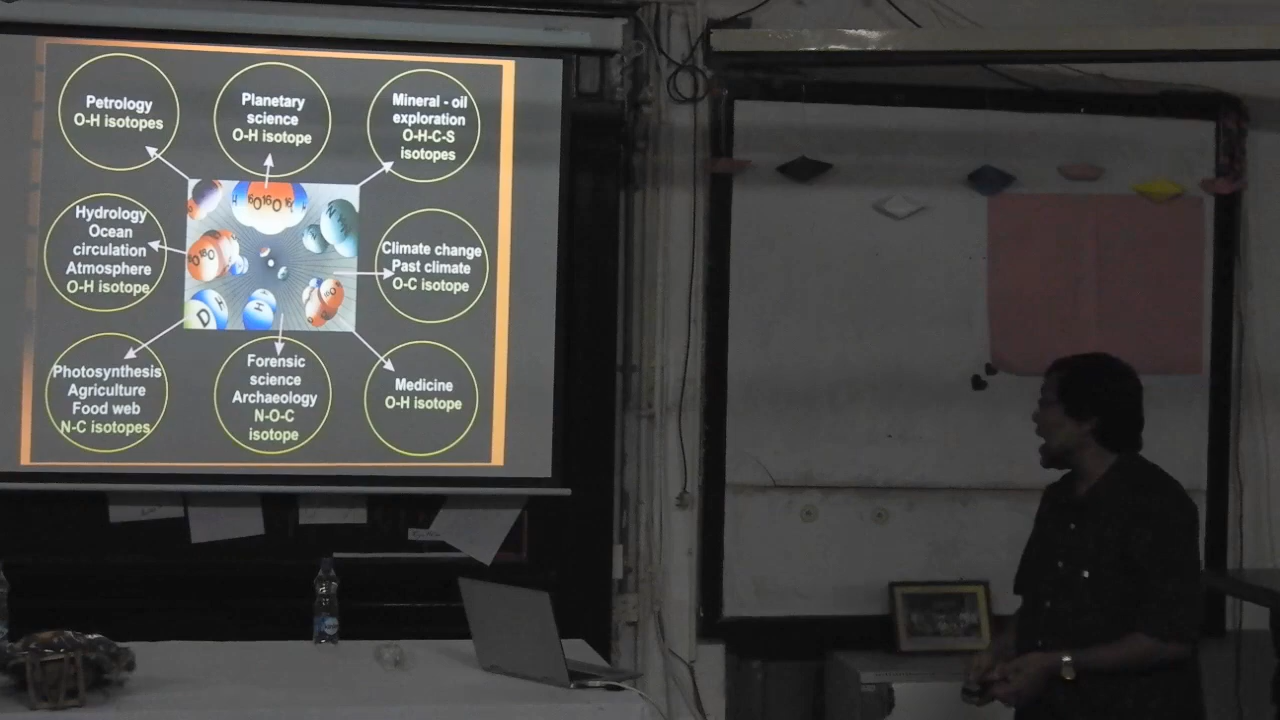 Petrology
O-H isotopes
Planetary
science
O-H isotope
Mineral - oil
exploration
O-H-C-S
isotopes
Hydrology
Ocean
circulation
Atmosphere
O-H isotope
Climate change
Past climate
O-C isotope
D
H
H
Photosynthesis
Agriculture
Food web
N-C isotopes
Forensic
science
Archaeology
N-O-C
isotope
Medicine
O-H isotope